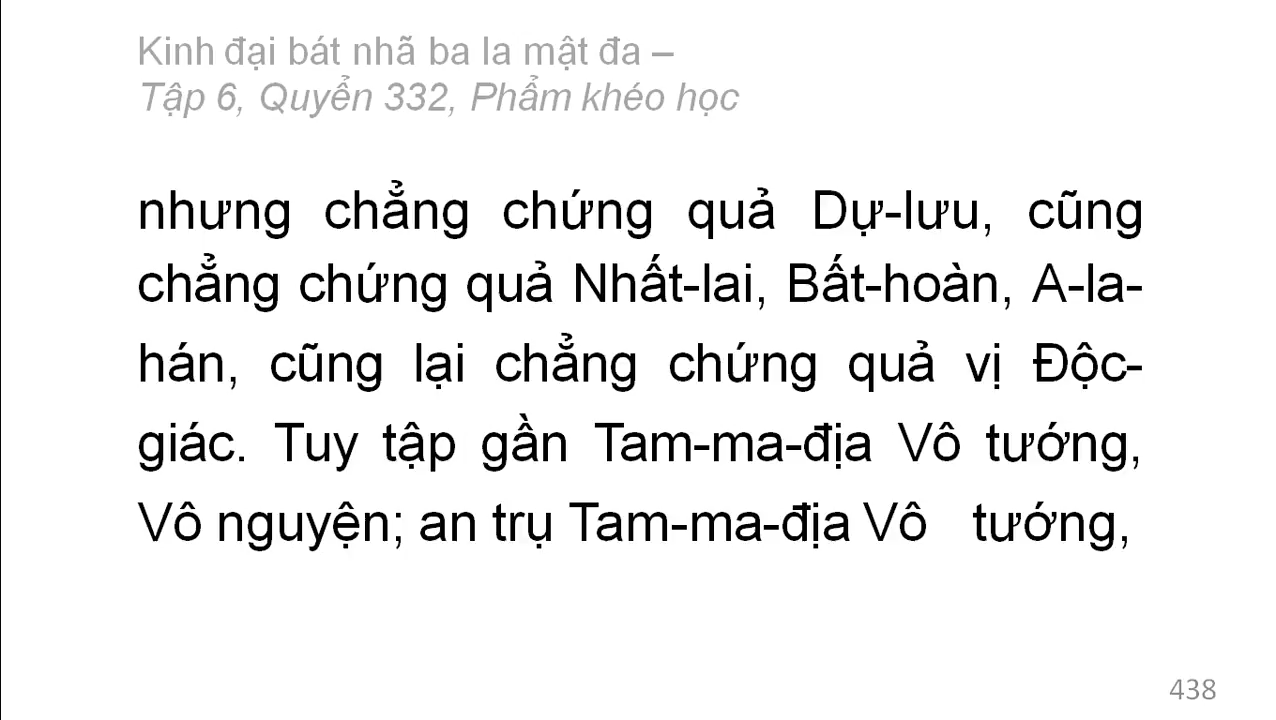 Kinh đại bát nhã ba la mật đa –
Tập 6, Quyển 332, Phẩm khéo học
nhưng chẳng chứng quả Dự-lưu, cũng
chẳng chứng quả Nhất-lai, Bất-hoàn, A-la-
hán, cũng lại chẳng chứng quả vị Độc-
giác. Tuy tập gần Tam-ma-địa Vô tướng,
Vô nguyện; an trụ Tam-ma-địa Vô tướng,
438